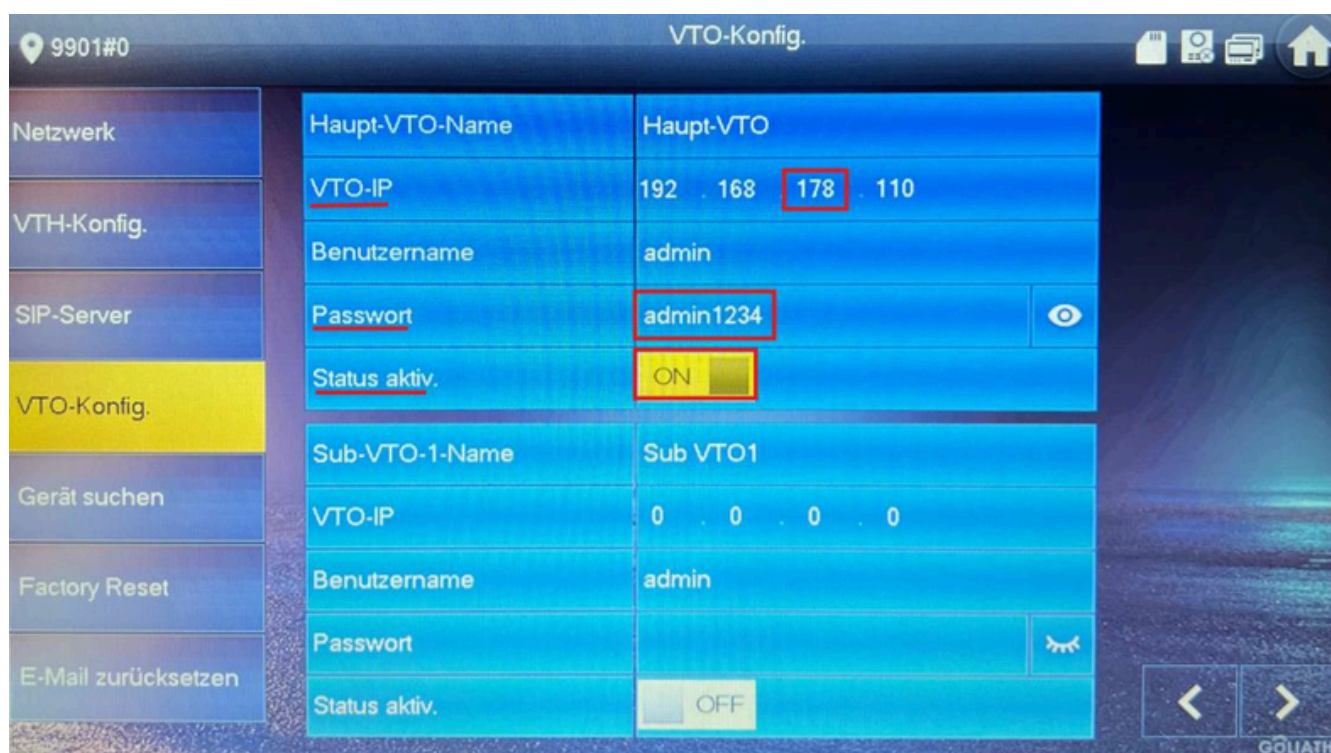 9901#0
VTO-Konfig.
Netzwerk
VTH-Konfig.
SIP-Server
VTO-Konfig.
Gerät suchen
Factory Reset
E-Mail zurücksetzen
Haupt-VTO-Name Haupt-VTO
VTO-IP 192 . 168 . 178 . 110
Benutzername admin
Passwort admin1234
Status aktiv. ON
Sub-VTO-1-Name Sub VTO1
VTO-IP 0 . 0 . 0 . 0
Benutzername admin
Passwort
Status aktiv. OFF